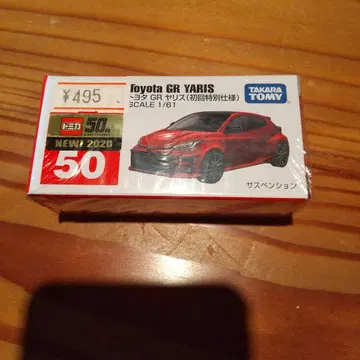 Toyota GR YARIS
トヨタ GR ヤリス(初回特別仕様)
SCALE 1/61
TAKARA
TOMY
¥495
トミカ 50th
NEW! 2020
50
サスペンション